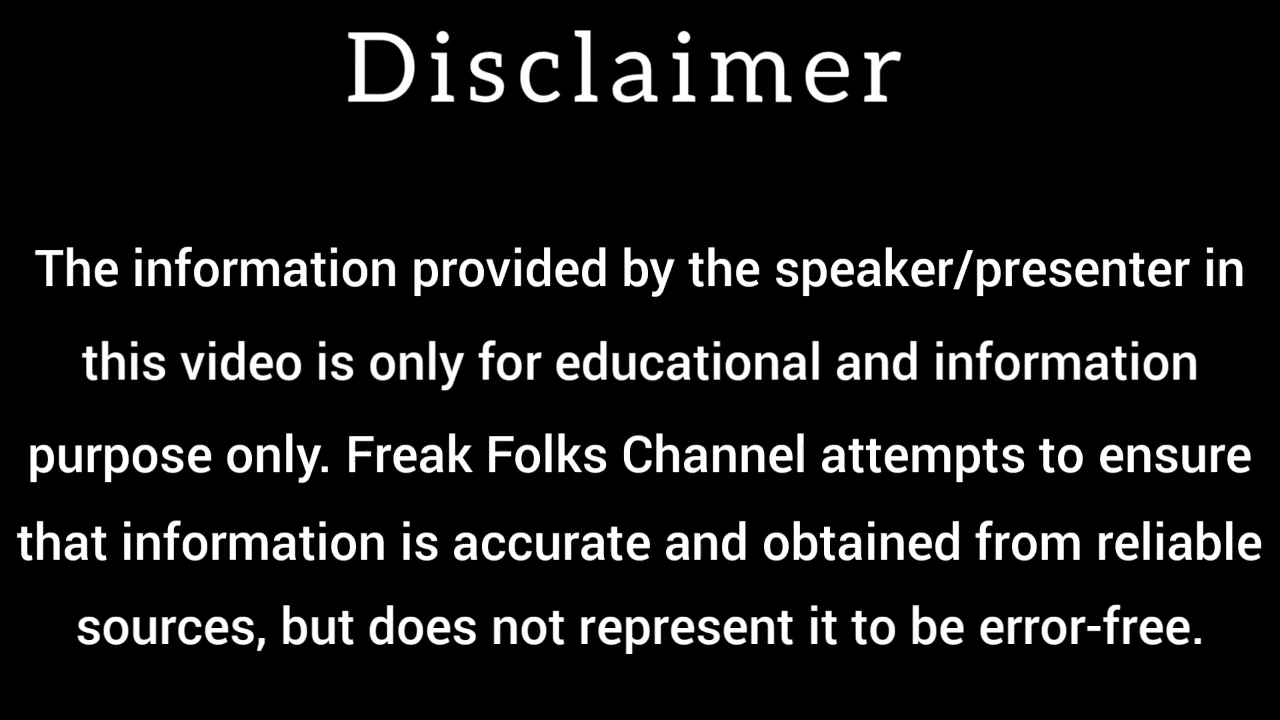 Disclaimer
The information provided by the speaker/presenter in
this video is only for educational and information
purpose only. Freak Folks Channel attempts to ensure
that information is accurate and obtained from reliable
sources, but does not represent it to be error-free.